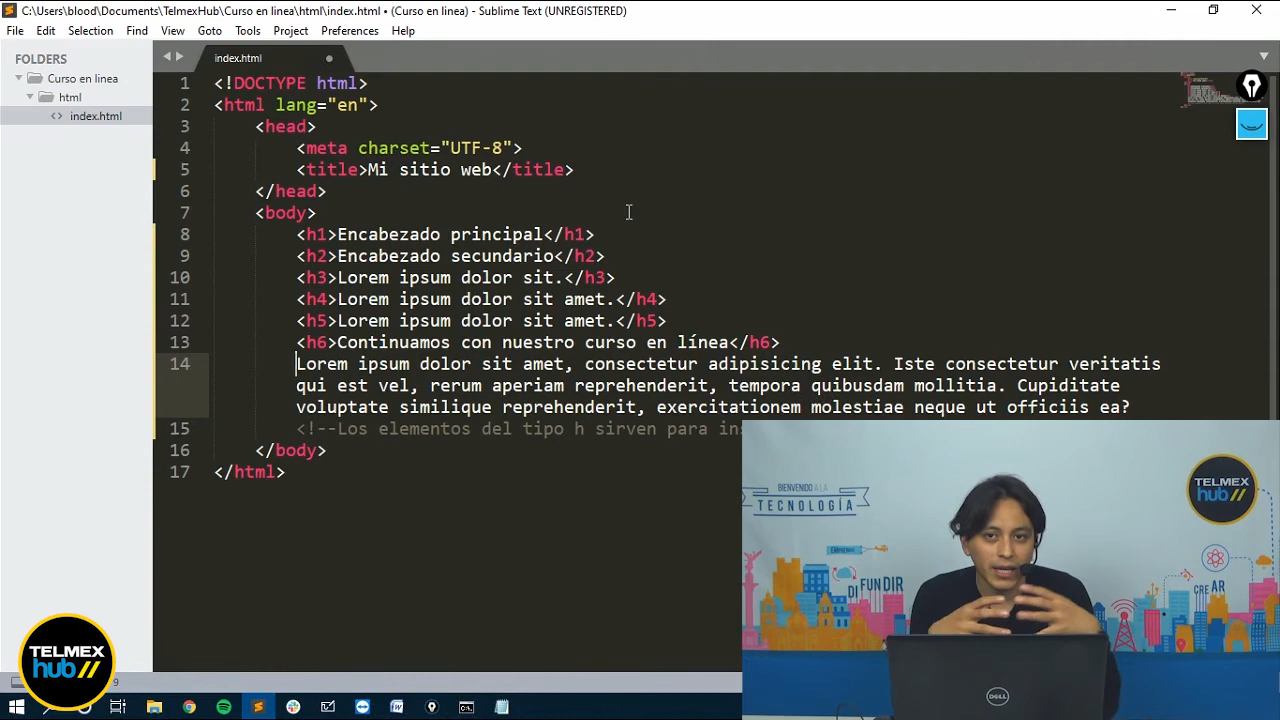 C:\Users\blood\Documents\TelmexHub\Curso en linea\html\index.html • (Curso en linea) - Sublime Text (UNREGISTERED)
File Edit Selection Find View Goto Tools Project Preferences Help
FOLDERS
Curso en linea
html
<> index.html
index.html
1 <!DOCTYPE html>
2 <html lang="en">
3 <head>
4 <meta charset="UTF-8">
5 <title>Mi sitio web</title>
6 </head>
7 <body>
8 <h1>Encabezado principal</h1>
9 <h2>Encabezado secundario</h2>
10 <h3>Lorem ipsum dolor sit.</h3>
11 <h4>Lorem ipsum dolor sit amet.</h4>
12 <h5>Lorem ipsum dolor sit amet.</h5>
13 <h6>Continuamos con nuestro curso en línea</h6>
14 Lorem ipsum dolor sit amet, consectetur adipisicing elit. Iste consectetur veritatis
qui est vel, rerum aperiam reprehenderit, tempora quibusdam mollitia. Cupiditate
voluptate similique reprehenderit, exercitationem molestiae neque ut officiis ea?
15 <!--Los elementos del tipo h sirven para ins
16 </body>
17 </html>
BIENVENIDO A LA
TECNOLOGÍA
TELMEX
hub//
DI FUNDIR
CREAR
DELL
TELMEX
hub//
9